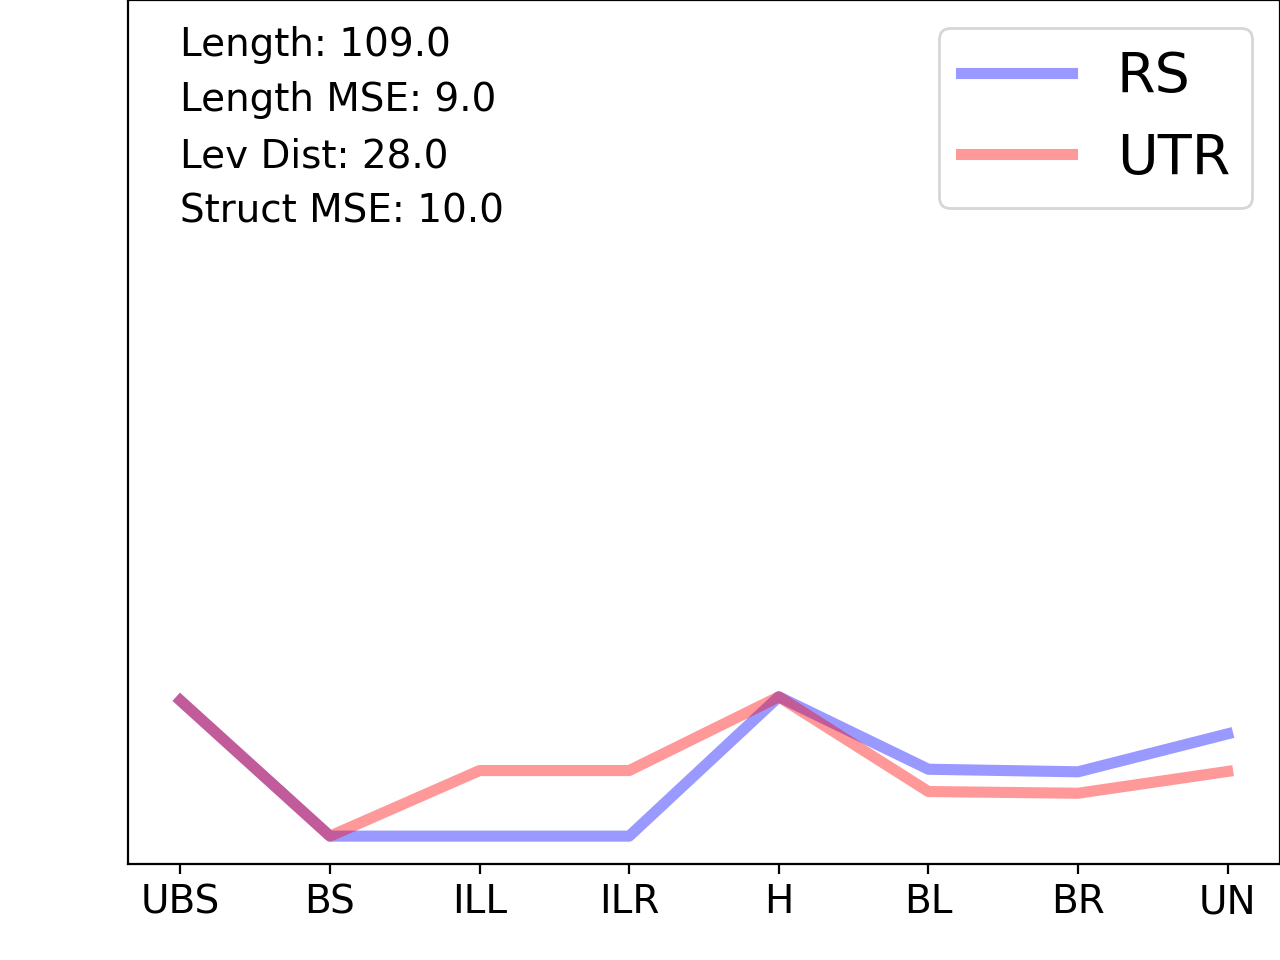 Length: 109.0
Length MSE: 9.0
Lev Dist: 28.0
Struct MSE: 10.0
RS
UTR
UBS BS ILL ILR H BL BR UN